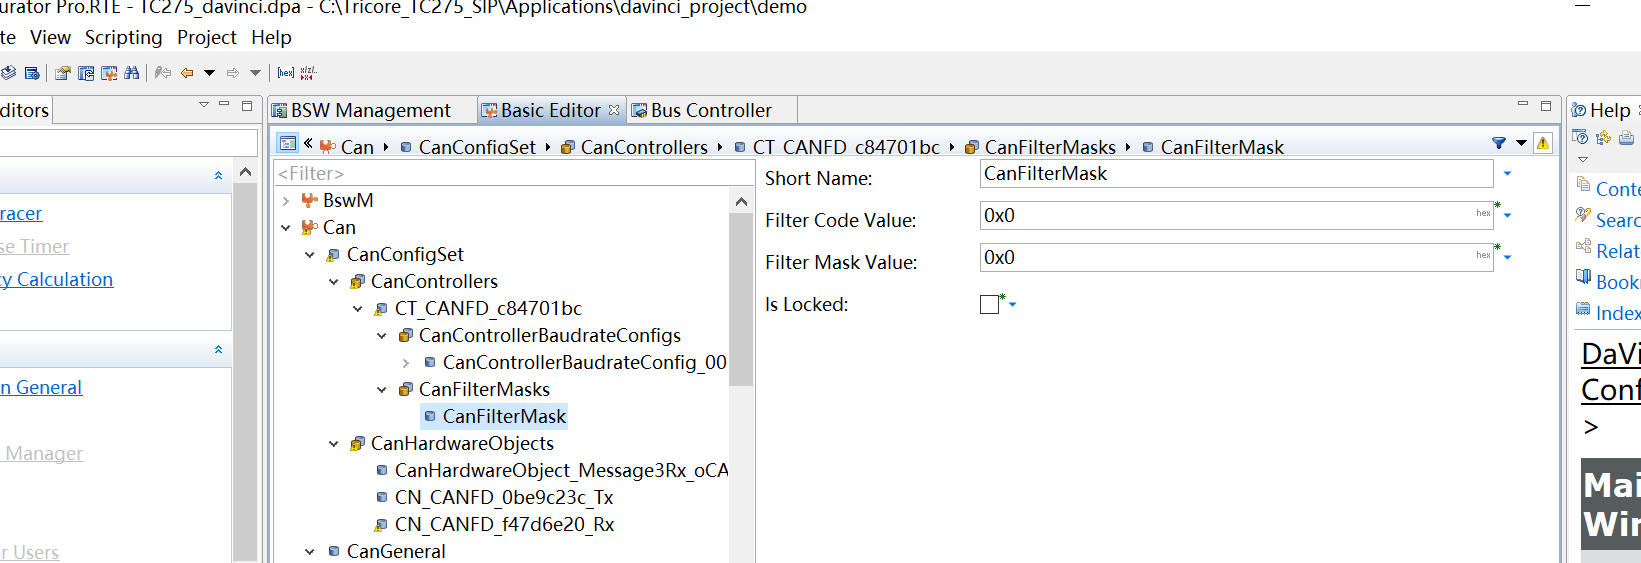 urator Pro.RTE - TC275_davinci.dpa - C:\Tricore_TC275_SIP\Applications\davinci_project\demo
te View Scripting Project Help
ditors
racer
se Timer
cy Calculation
n General
Manager
r Users
BSW Management Basic Editor Bus Controller
Can CanConfigSet CanControllers CT_CANFD_c84701bc CanFilterMasks CanFilterMask
<Filter>
BswM
Can
CanConfigSet
CanControllers
CT_CANFD_c84701bc
CanControllerBaudrateConfigs
CanControllerBaudrateConfig_00
CanFilterMasks
CanFilterMask
CanHardwareObjects
CanHardwareObject_Message3Rx_oCA
CN_CANFD_0be9c23c_Tx
CN_CANFD_f47d6e20_Rx
CanGeneral
Short Name: CanFilterMask
Filter Code Value: 0x0 hex
Filter Mask Value: 0x0 hex
Is Locked:
Help
Conte
Searc
Relat
Bookm
Index
DaVi
Conf
>
Mai
Win